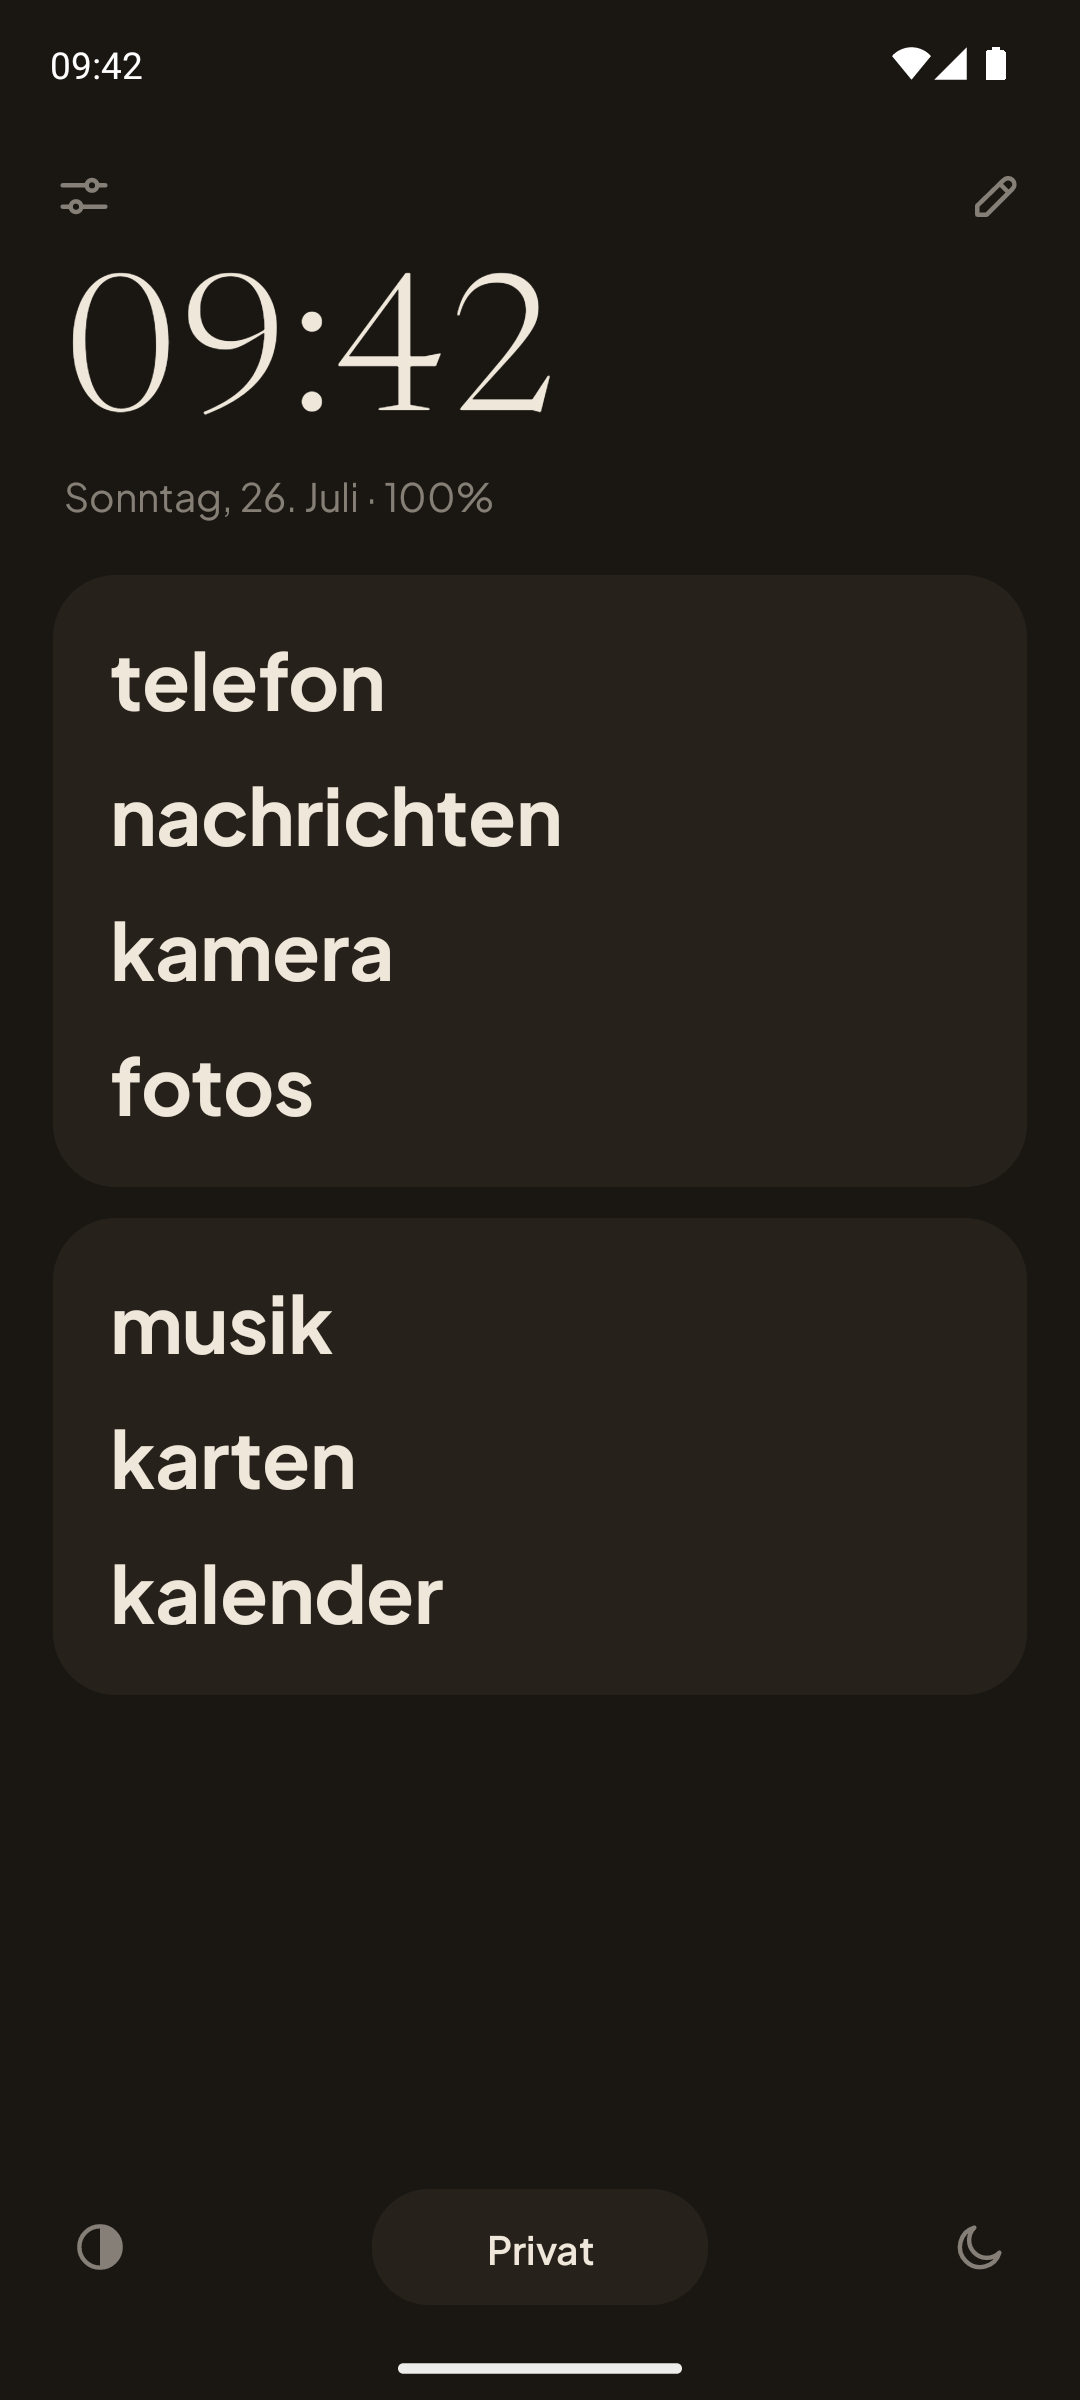 09:42
09:42
Sonntag, 26. Juli · 100%
telefon
nachrichten
kamera
fotos
musik
karten
kalender
Privat